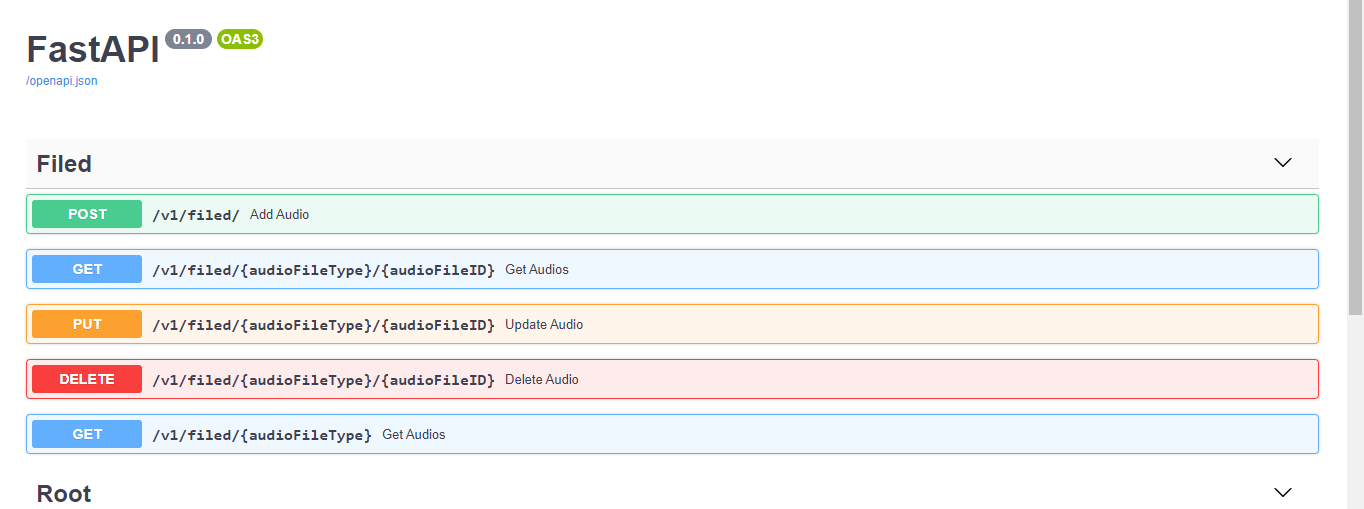 FastAPI 0.1.0 OAS3
/openapi.json
Filed
POST /v1/filed/ Add Audio
GET /v1/filed/{audioFileType}/{audioFileID} Get Audios
PUT /v1/filed/{audioFileType}/{audioFileID} Update Audio
DELETE /v1/filed/{audioFileType}/{audioFileID} Delete Audio
GET /v1/filed/{audioFileType} Get Audios
Root